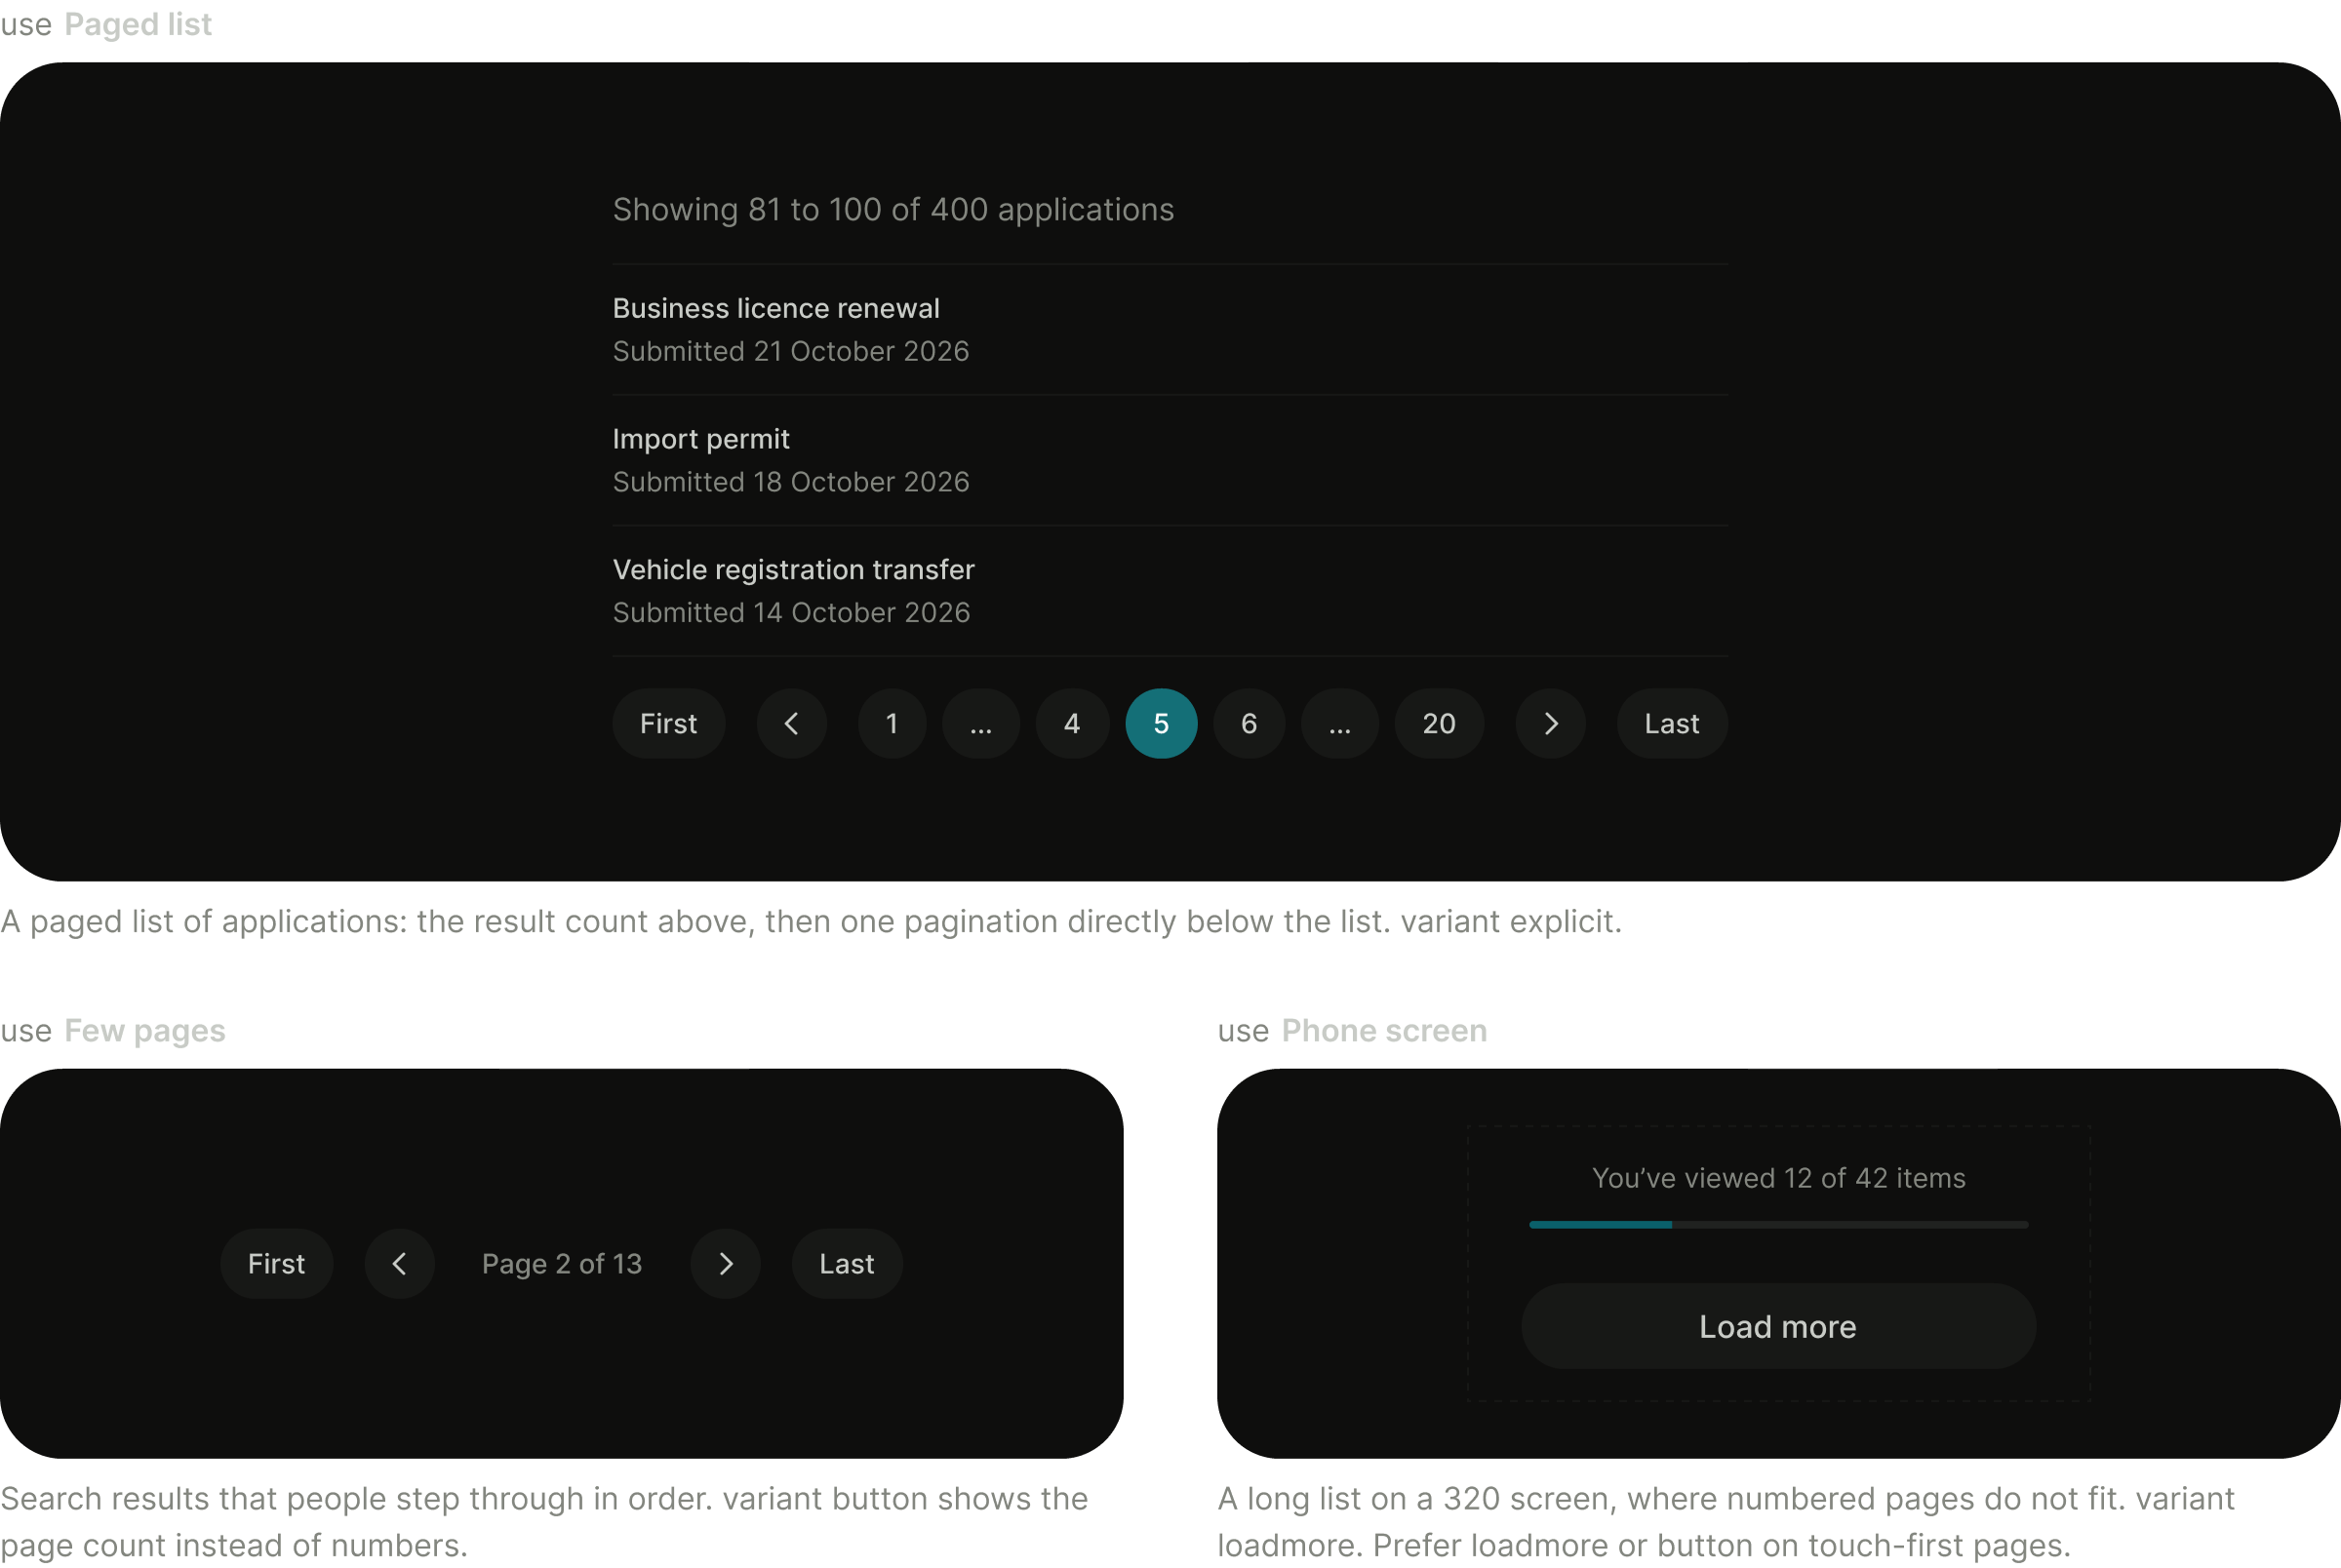 use Paged list
Showing 81 to 100 of 400 applications
Business licence renewal
Submitted 21 October 2026
Import permit
Submitted 18 October 2026
Vehicle registration transfer
Submitted 14 October 2026
First 1 ... 4 5 6 ... 20 Last
A paged list of applications: the result count above, then one pagination directly below the list. variant explicit.
use Few pages
First Page 2 of 13 Last
Search results that people step through in order. variant button shows the
page count instead of numbers.
use Phone screen
You’ve viewed 12 of 42 items
Load more
A long list on a 320 screen, where numbered pages do not fit. variant
loadmore. Prefer loadmore or button on touch-first pages.